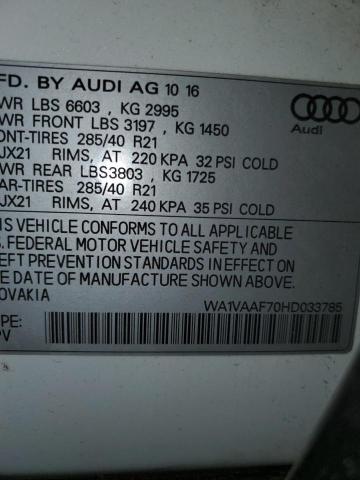 FD. BY AUDI AG 10 16
WR LBS 6603, KG 2995
WR FRONT LBS 3197, KG 1450
ONT-TIRES 285/40 R21
JX21 RIMS, AT 220 KPA 32 PSI COLD
WR REAR LBS3803, KG 1725
AR-TIRES 285/40 R21
JX21 RIMS, AT 240 KPA 35 PSI COLD
Audi
IS VEHICLE CONFORMS TO ALL APPLICABLE
S. FEDERAL MOTOR VEHICLE SAFETY AND
EFT PREVENTION STANDARDS IN EFFECT ON
E DATE OF MANUFACTURE SHOWN ABOVE.
OVAKIA
WA1VAAF70HD033785
PE:
PV